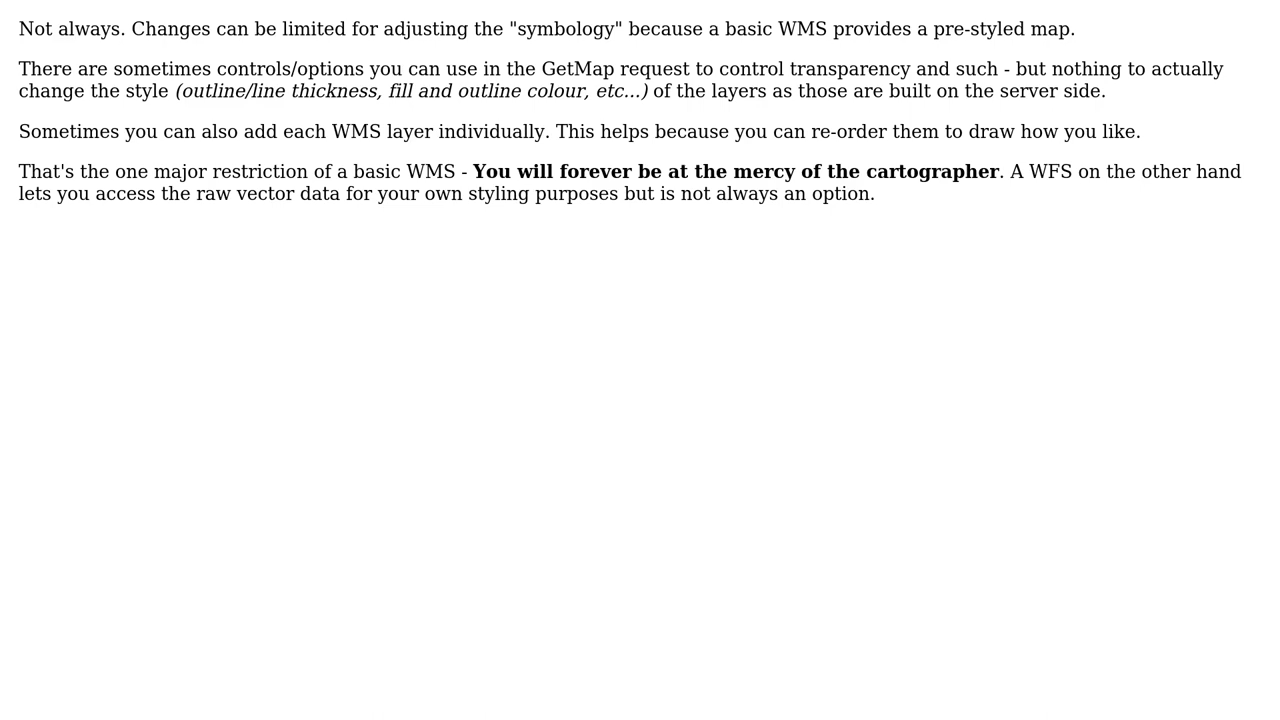 Not always. Changes can be limited for adjusting the "symbology" because a basic WMS provides a pre-styled map.
There are sometimes controls/options you can use in the GetMap request to control transparency and such - but nothing to actually
change the style (outline/line thickness, fill and outline colour, etc...) of the layers as those are built on the server side.
Sometimes you can also add each WMS layer individually. This helps because you can re-order them to draw how you like.
That's the one major restriction of a basic WMS - You will forever be at the mercy of the cartographer. A WFS on the other hand
lets you access the raw vector data for your own styling purposes but is not always an option.